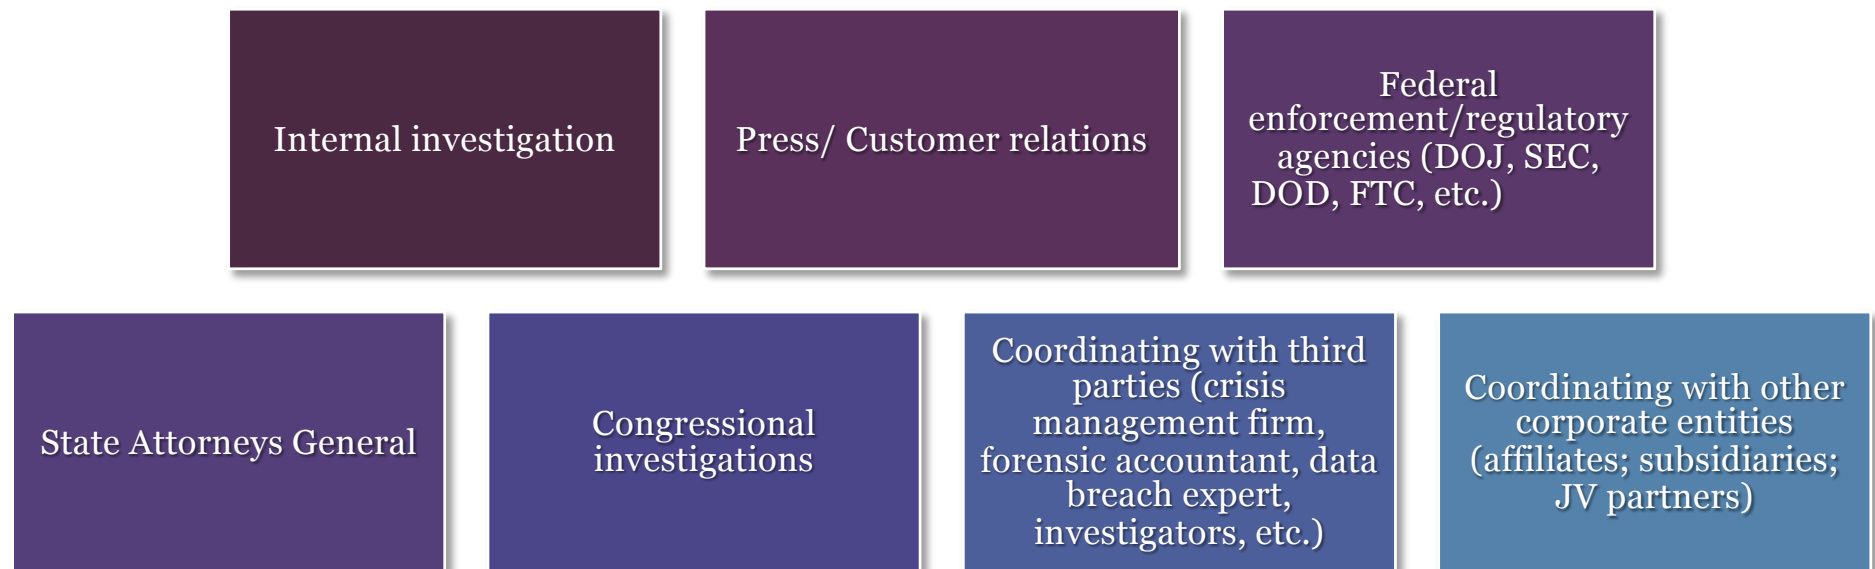 Internal investigation
Press/ Customer relations
Federal
enforcement/regulatory
agencies (DOJ, SEC,
DOD, FTC, etc.)
State Attorneys General
Congressional
investigations
Coordinating with third
parties (crisis
management firm,
forensic accountant, data
breach expert,
investigators, etc.)
Coordinating with other
corporate entities
(affiliates; subsidiaries;
JV partners)